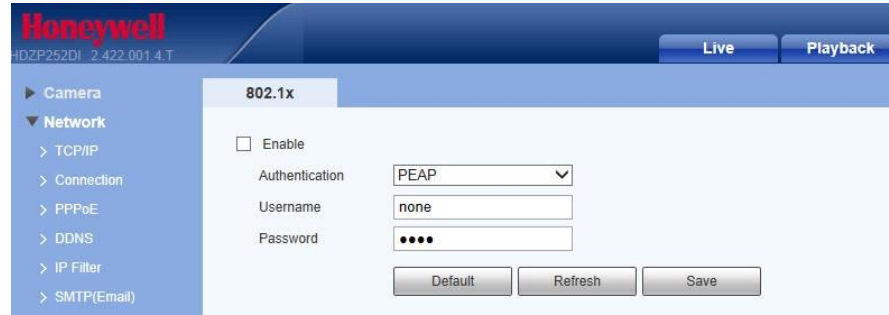 Honeywell
HDZP252DI 2.422.001.4.T
Live Playback
Camera
802.1x
Network
Enable
> TCP/IP
Authentication PEAP
> Connection
Username none
> PPPoE
Password ••••
> DDNS
> IP Filter
Default Refresh Save
> SMTP(Email)